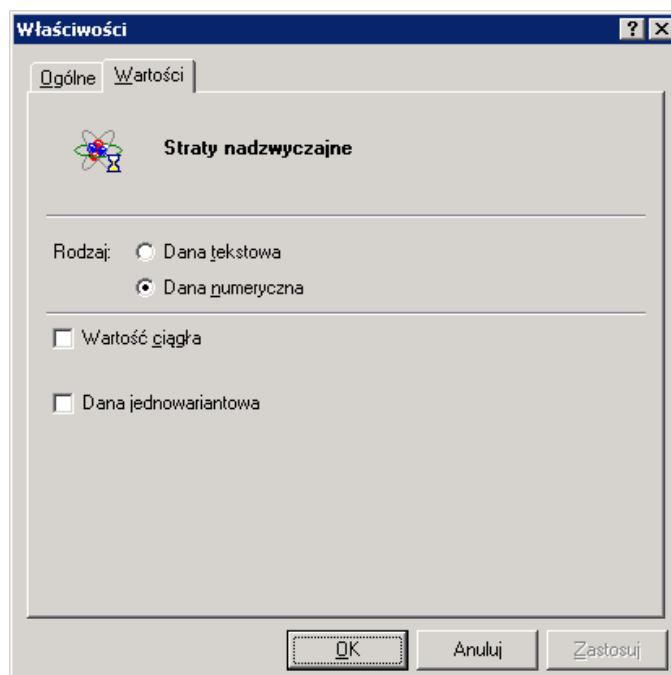 Właściwości
Ogólne Wartości
Straty nadzwyczajne
Rodzaj: Dana tekstowa
Dana numeryczna
Wartość ciągła
Dana jednowariantowa
OK Anuluj Zastosuj